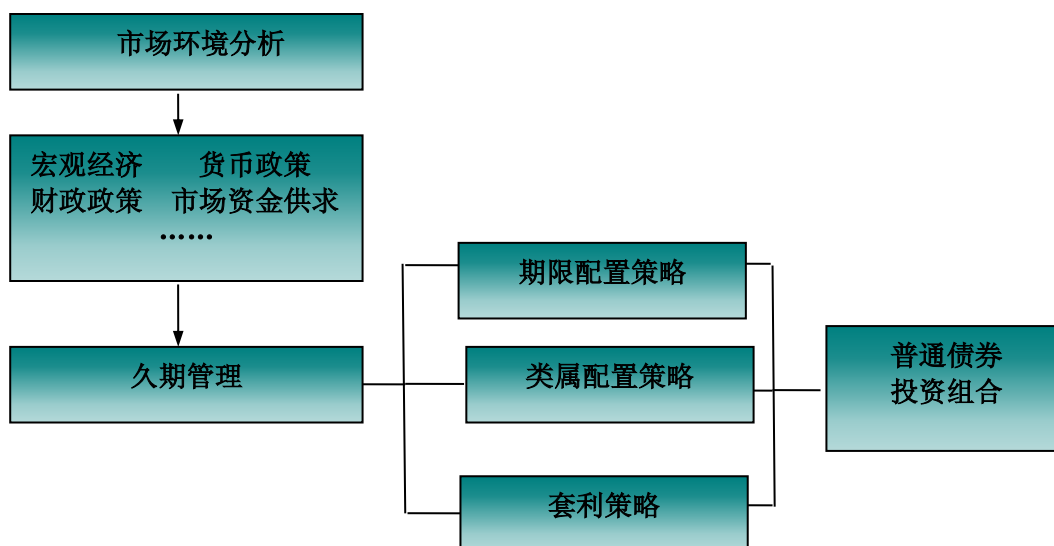 市场环境分析
宏观经济 货币政策
财政政策 市场资金供求
……
久期管理
期限配置策略
类属配置策略
套利策略
普通债券
投资组合